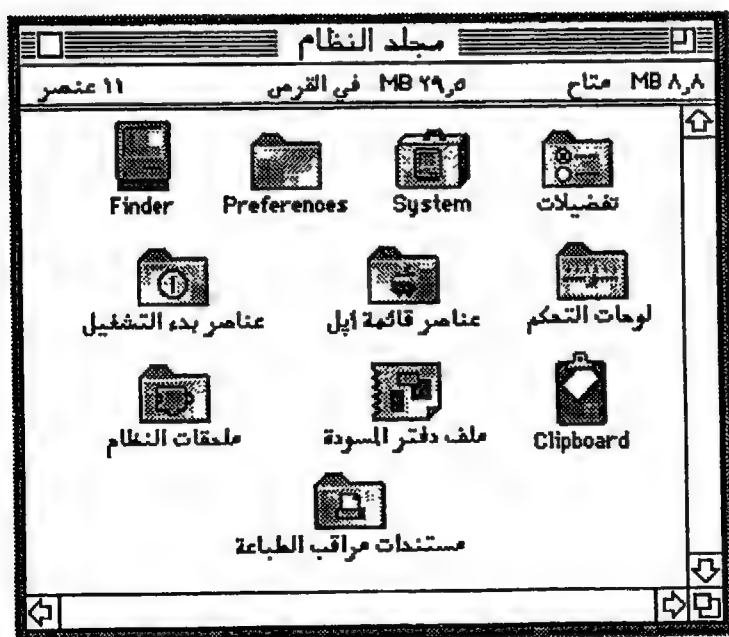 مجلد النظام
٨٫٨ MB متاح ٢٩٫٥ MB في القرص ١١ عنصر
تفضيلات System Preferences Finder
لوحات التحكم عناصر قائمة أپل عناصر بدء التشغيل
Clipboard ملف دفتر المسودة ملحقات النظام
مستندات مراقب الطباعة